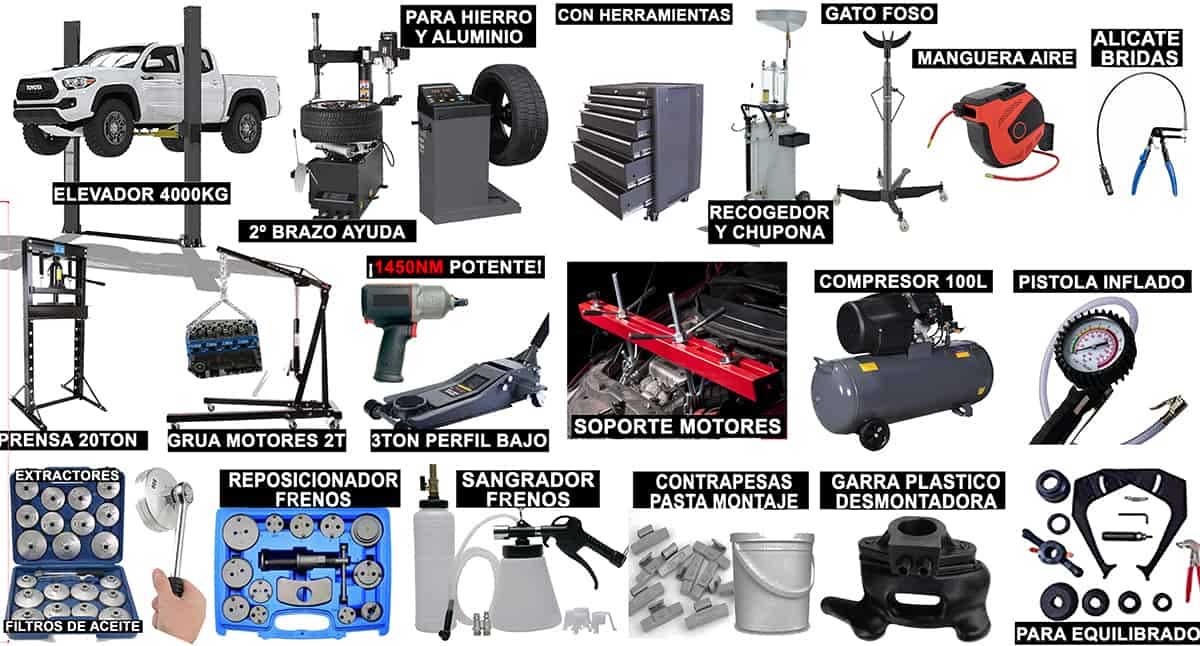 PARA HIERRO
Y ALUMINIO
CON HERRAMIENTAS
GATO FOSO
MANGUERA AIRE
ALICATE
BRIDAS
TOYOTA
ELEVADOR 4000KG
2º BRAZO AYUDA
RECOGEDOR
Y CHUPONA
¡1450NM POTENTE!
COMPRESOR 100L
PISTOLA INFLADO
PRENSA 20TON
GRUA MOTORES 2T
3TON PERFIL BAJO
SOPORTE MOTORES
EXTRACTORES
FILTROS DE ACEITE
REPOSICIONADOR
FRENOS
SANGRADOR
FRENOS
CONTRAPESAS
PASTA MONTAJE
GARRA PLASTICO
DESMONTADORA
PARA EQUILIBRADO